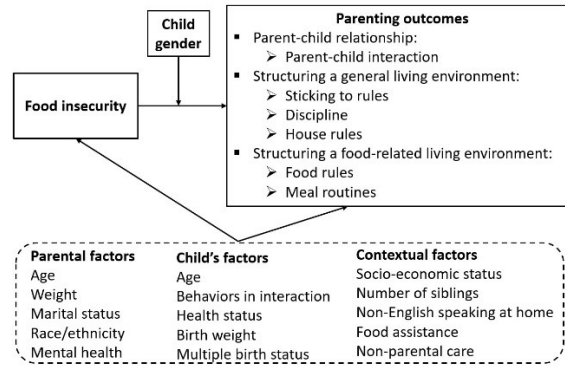 Child
gender
Food insecurity
Parenting outcomes
▪ Parent-child relationship:
➢ Parent-child interaction
▪ Structuring a general living environment:
➢ Sticking to rules
➢ Discipline
➢ House rules
▪ Structuring a food-related living environment:
➢ Food rules
➢ Meal routines
Parental factors
Age
Weight
Marital status
Race/ethnicity
Mental health
Child's factors
Age
Behaviors in interaction
Health status
Birth weight
Multiple birth status
Contextual factors
Socio-economic status
Number of siblings
Non-English speaking at home
Food assistance
Non-parental care